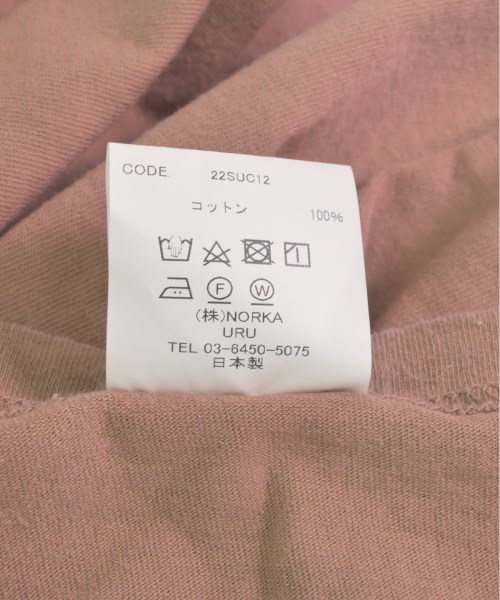 CODE. 22SUC12
コットン 100%
F W
(株)NORKA
URU
TEL 03-6450-5075
日本製